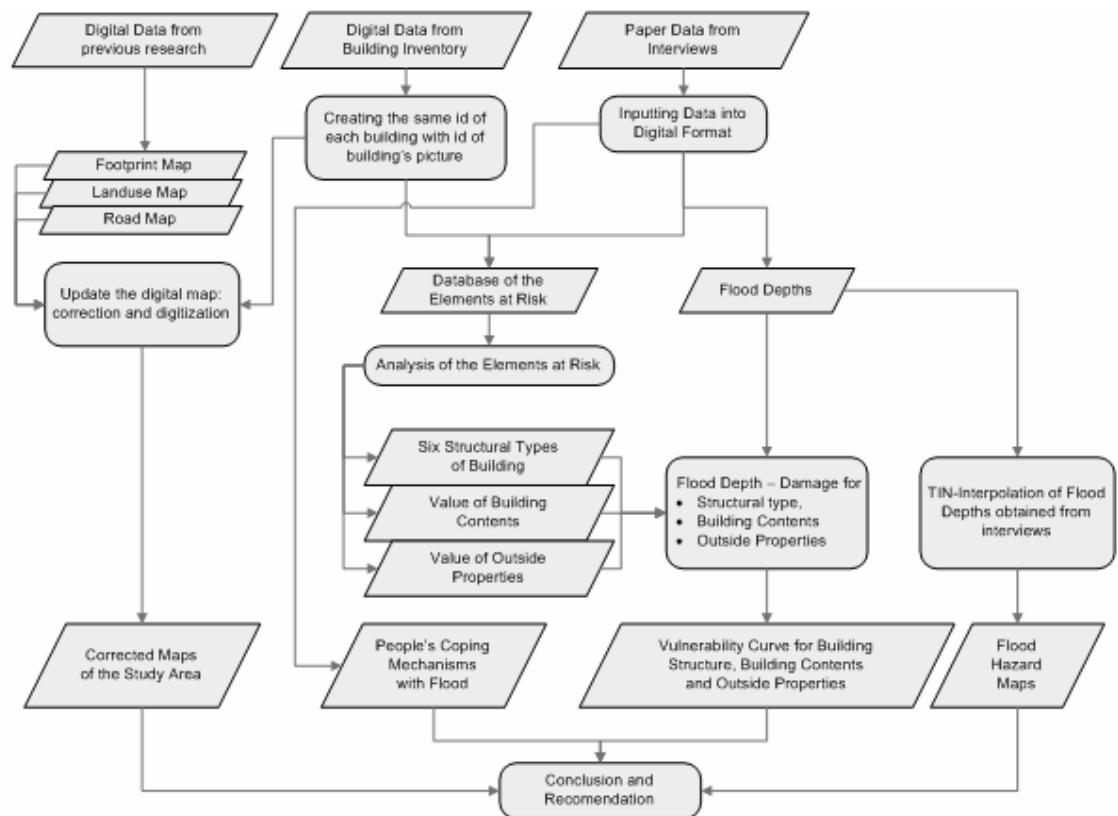 Digital Data from
previous research
Digital Data from
Building Inventory
Paper Data from
Interviews
Creating the same id of
each building with id of
building's picture
Inputting Data into
Digital Format
Footprint Map
Landuse Map
Road Map
Update the digital map:
correction and digitization
Database of the
Elements at Risk
Flood Depths
Analysis of the Elements at Risk
Six Structural Types
of Building
Value of Building
Contents
Value of Outside
Properties
Flood Depth – Damage for
• Structural type,
• Building Contents
• Outside Properties
TIN-Interpolation of Flood
Depths obtained from
interviews
Corrected Maps
of the Study Area
People's Coping
Mechanisms
with Flood
Vulnerability Curve for Building
Structure, Building Contents
and Outside Properties
Flood
Hazard
Maps
Conclusion and
Recomendation